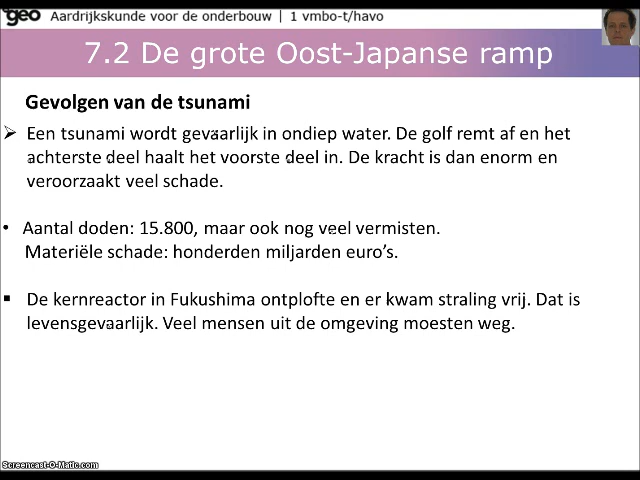 geo Aardrijkskunde voor de onderbouw | 1 vmbo-t/havo
7.2 De grote Oost-Japanse ramp
Gevolgen van de tsunami
➢ Een tsunami wordt gevaarlijk in ondiep water. De golf remt af en het
achterste deel haalt het voorste deel in. De kracht is dan enorm en
veroorzaakt veel schade.
• Aantal doden: 15.800, maar ook nog veel vermisten.
Materiële schade: honderden miljarden euro’s.
▪ De kernreactor in Fukushima ontplofte en er kwam straling vrij. Dat is
levensgevaarlijk. Veel mensen uit de omgeving moesten weg.
Screencast-O-Matic.com